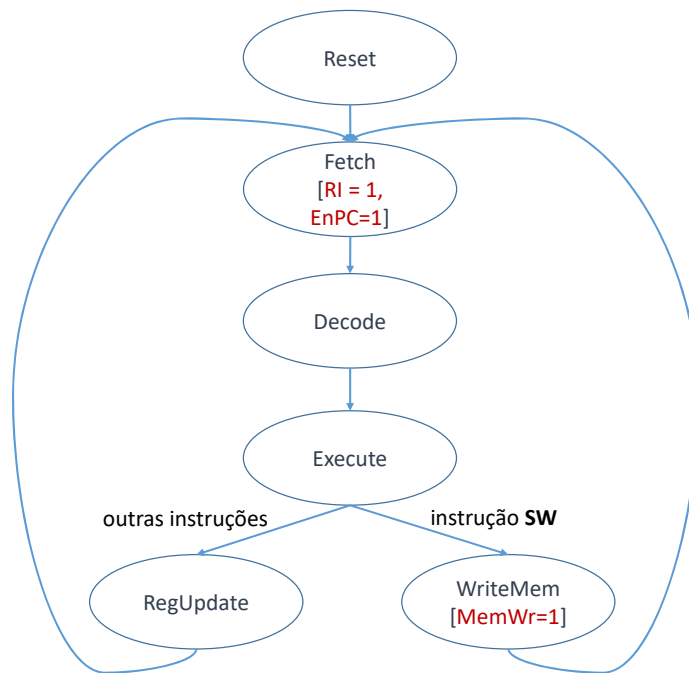 Reset
Fetch
[RI = 1,
EnPC=1]
Decode
Execute
outras instruções
instrução SW
RegUpdate
WriteMem
[MemWr=1]